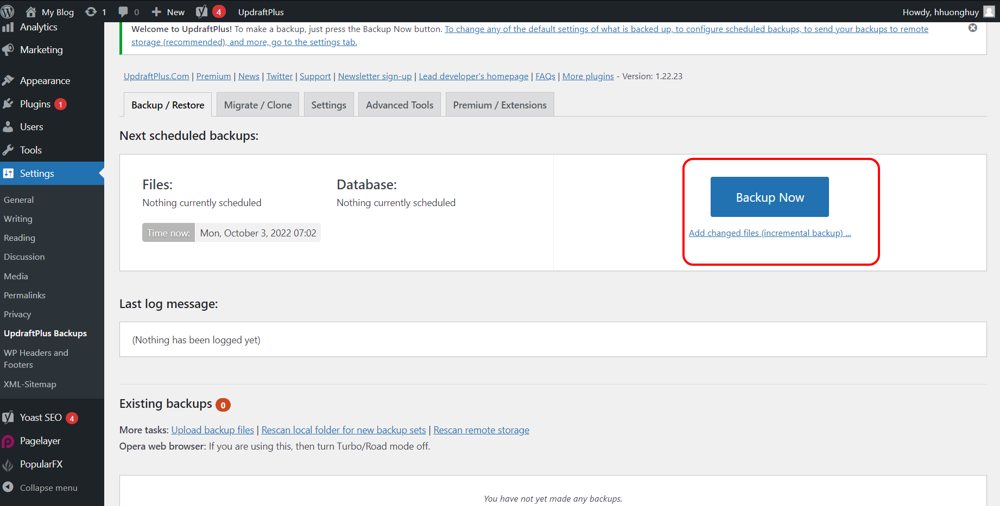 My Blog 1 0 New 4 UpdraftPlus Howdy, hhuonghuy
Analytics
Marketing
Appearance
Plugins 1
Users
Tools
Settings
General
Writing
Reading
Discussion
Media
Permalinks
Privacy
UpdraftPlus Backups
WP Headers and
Footers
XML-Sitemap
Yoast SEO 4
Pagelayer
PopularFX
Collapse menu
Welcome to UpdraftPlus! To make a backup, just press the Backup Now button. To change any of the default settings of what is backed up, to configure scheduled backups, to send your backups to remote
storage (recommended), and more, go to the settings tab.
UpdraftPlus.Com | Premium | News | Twitter | Support | Newsletter sign-up | Lead developer's homepage | FAQs | More plugins - Version: 1.22.23
Backup / Restore Migrate / Clone Settings Advanced Tools Premium / Extensions
Next scheduled backups:
Files:
Nothing currently scheduled
Database:
Nothing currently scheduled
Time now: Mon, October 3, 2022 07:02
Backup Now
Add changed files (incremental backup) ...
Last log message:
(Nothing has been logged yet)
Existing backups 0
More tasks: Upload backup files | Rescan local folder for new backup sets | Rescan remote storage
Opera web browser: If you are using this, then turn Turbo/Road mode off.
You have not yet made any backups.